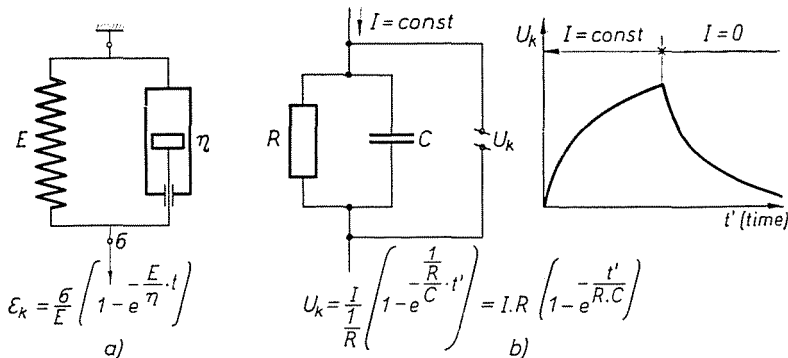 E
η
σ
ε_k = σ/E (1 - e^(-E/η · t))
a)
I = const
R
C
U_k
U_k = I/(1/R) (1 - e^(-(1/R)/C · t')) = I.R (1 - e^(-t'/R.C))
b)
U_k
I = const
I = 0
t' (time)